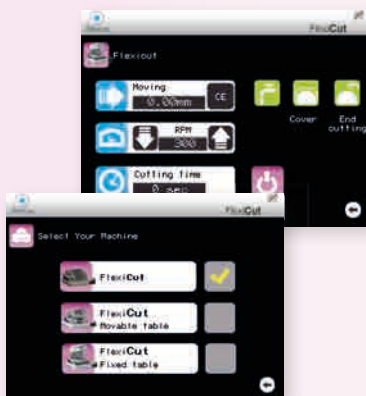 FlexiCut
Flexicut
Moving
0.00mm
CE
RPM
300
Cover
End
cutting
Cutting time
0 sec
FlexiCut
Select Your Machine
FlexiCut
FlexiCut
Movable table
FlexiCut
Fixed table